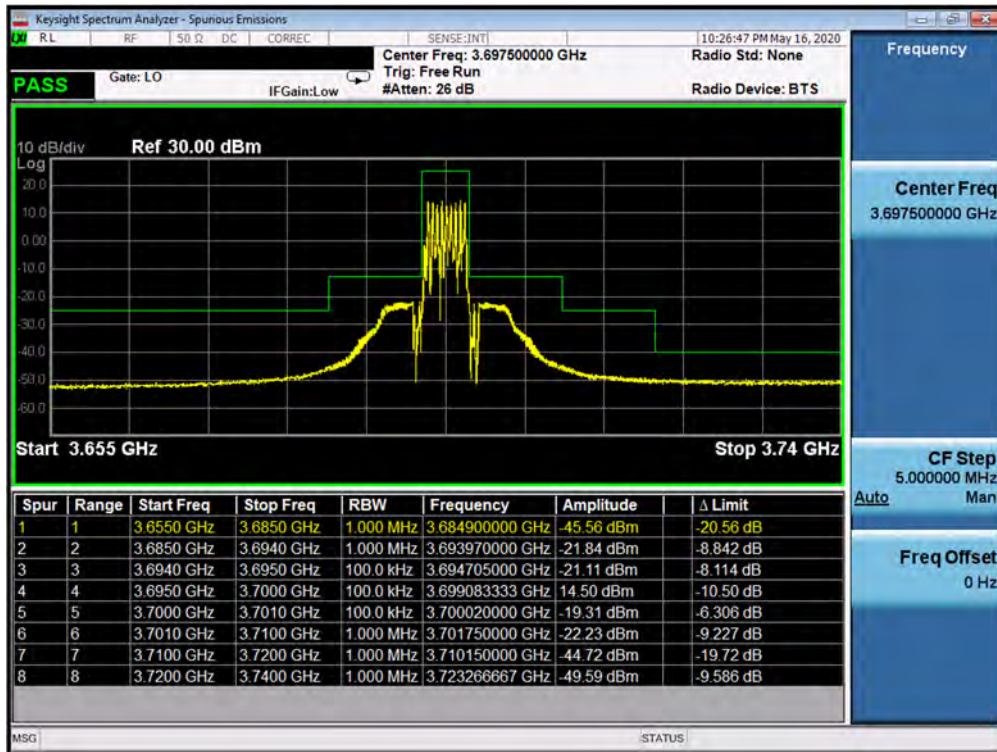 Keysight Spectrum Analyzer - Spurious Emissions
LXI RL RF 50 Ω DC CORREC SENSE:INT 10:26:47 PM May 16, 2020
Center Freq: 3.697500000 GHz Radio Std: None
PASS Gate: LO Trig: Free Run
IFGain:Low #Atten: 26 dB Radio Device: BTS
10 dB/div Ref 30.00 dBm
Log
20.0
10.0
0.00
-10.0
-20.0
-30.0
-40.0
-50.0
-60.0
Start 3.655 GHz Stop 3.74 GHz
Spur Range Start Freq Stop Freq RBW Frequency Amplitude Δ Limit
1 1 3.6550 GHz 3.6850 GHz 1.000 MHz 3.684900000 GHz -45.56 dBm -20.56 dB
2 2 3.6850 GHz 3.6940 GHz 1.000 MHz 3.693970000 GHz -21.84 dBm -8.842 dB
3 3 3.6940 GHz 3.6950 GHz 100.0 kHz 3.694705000 GHz -21.11 dBm -8.114 dB
4 4 3.6950 GHz 3.7000 GHz 100.0 kHz 3.699083333 GHz 14.50 dBm -10.50 dB
5 5 3.7000 GHz 3.7010 GHz 100.0 kHz 3.700020000 GHz -19.31 dBm -6.306 dB
6 6 3.7010 GHz 3.7100 GHz 1.000 MHz 3.701750000 GHz -22.23 dBm -9.227 dB
7 7 3.7100 GHz 3.7200 GHz 1.000 MHz 3.710150000 GHz -44.72 dBm -19.72 dB
8 8 3.7200 GHz 3.7400 GHz 1.000 MHz 3.723266667 GHz -49.59 dBm -9.586 dB
MSG STATUS
Frequency
Center Freq
3.697500000 GHz
CF Step
5.000000 MHz
Auto Man
Freq Offset
0 Hz